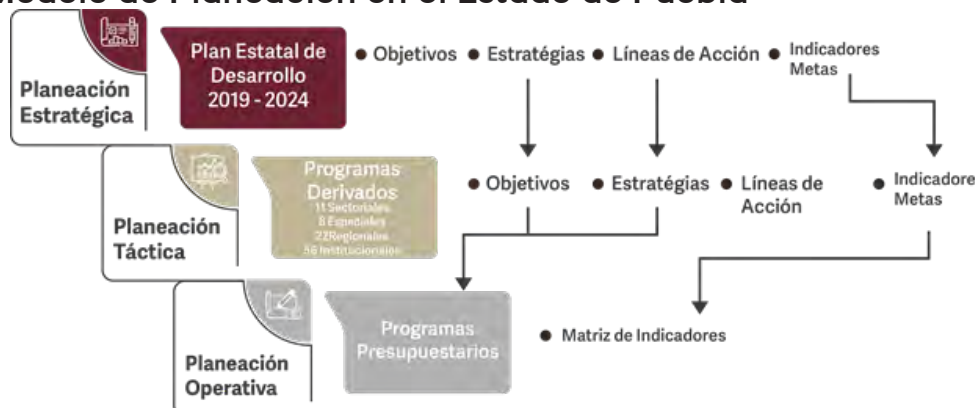 Modelo de Planeación en el Estado de Puebla
Planeación
Estratégica
Plan Estatal de
Desarrollo
2019 - 2024
• Objetivos • Estratégias • Líneas de Acción • Indicadores
Metas
Planeación
Táctica
Programas
Derivados
11 Sectoriales
8 Especiales
22Regionales
56 Institucionales
• Objetivos • Estratégias • Líneas de
Acción
• Indicadore
Metas
Planeación
Operativa
Programas
Presupuestarios
• Matriz de Indicadores